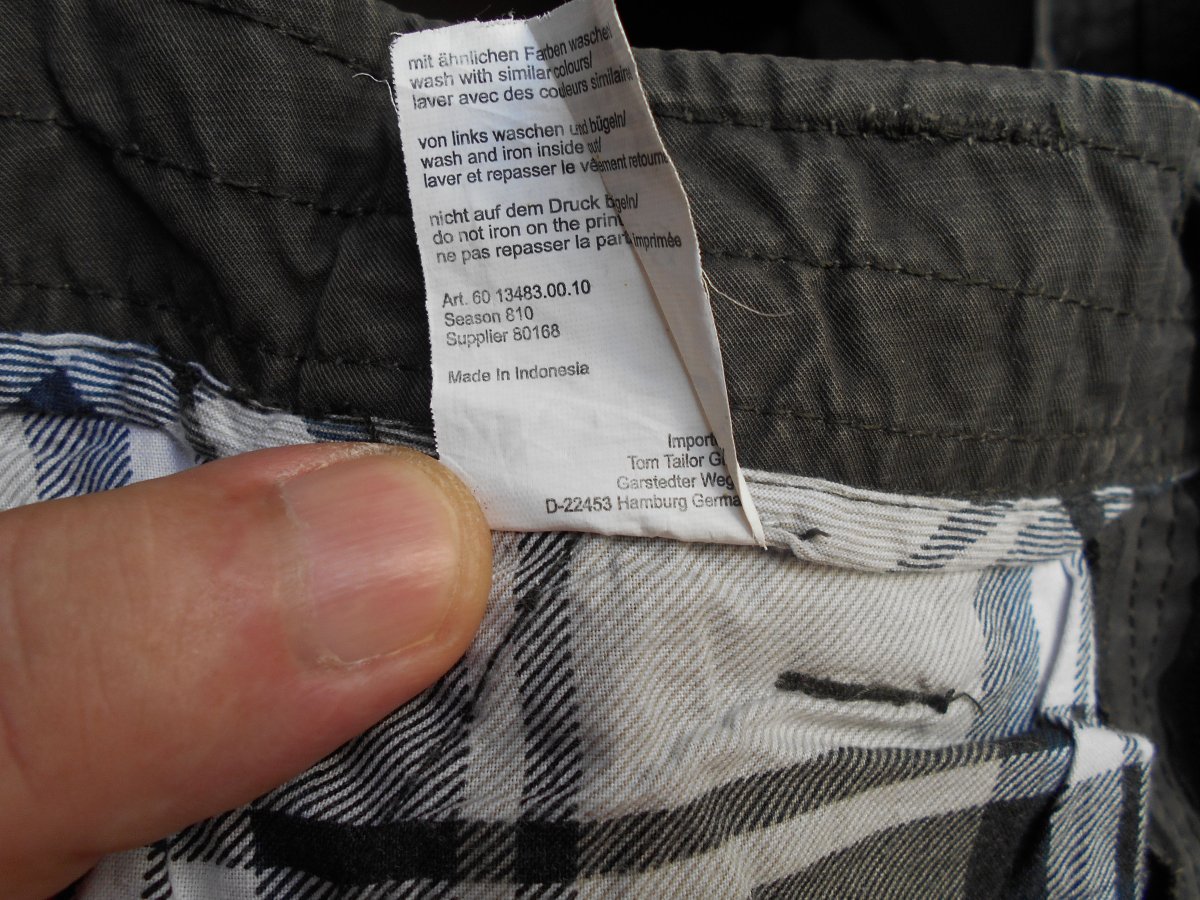 mit ähnlichen Farben waschen
wash with similar colours/
laver avec des couleurs similaire
von links waschen und bügeln/
wash and iron inside out/
laver et repasser le vêtement retourné
nicht auf dem Druck bügeln/
do not iron on the print
ne pas repasser la part imprimée
Art. 60 13483.00.10
Season 810
Supplier 80168
Made In Indonesia
Import
Tom Tailor G
Garstedter Weg
D-22453 Hamburg Germa